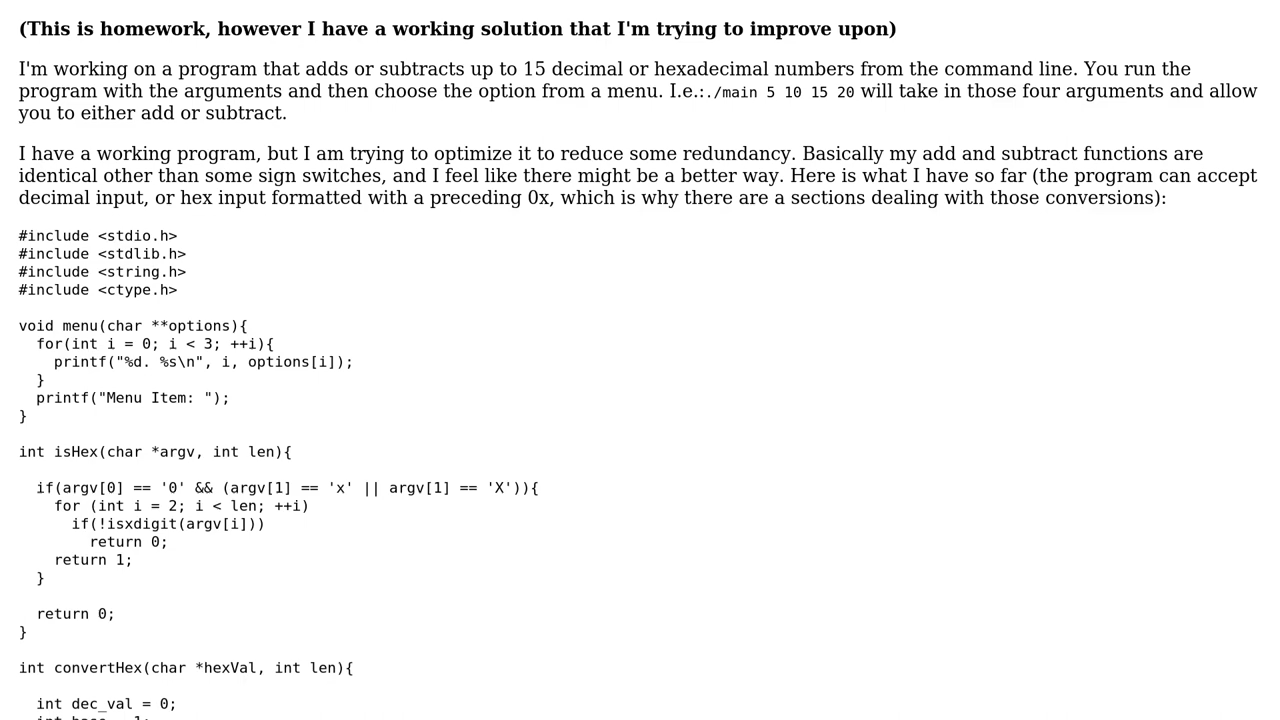 (This is homework, however I have a working solution that I'm trying to improve upon)
I'm working on a program that adds or subtracts up to 15 decimal or hexadecimal numbers from the command line. You run the
program with the arguments and then choose the option from a menu. I.e.:./main 5 10 15 20 will take in those four arguments and allow
you to either add or subtract.
I have a working program, but I am trying to optimize it to reduce some redundancy. Basically my add and subtract functions are
identical other than some sign switches, and I feel like there might be a better way. Here is what I have so far (the program can accept
decimal input, or hex input formatted with a preceding 0x, which is why there are a sections dealing with those conversions):
#include <stdio.h>
#include <stdlib.h>
#include <string.h>
#include <ctype.h>
void menu(char **options){
  for(int i = 0; i < 3; ++i){
    printf("%d. %s\n", i, options[i]);
  }
  printf("Menu Item: ");
}
int isHex(char *argv, int len){
  if(argv[0] == '0' && (argv[1] == 'x' || argv[1] == 'X')){
    for (int i = 2; i < len; ++i)
      if(!isxdigit(argv[i]))
        return 0;
    return 1;
  }
  return 0;
}
int convertHex(char *hexVal, int len){
  int dec_val = 0;
  int base = 1;